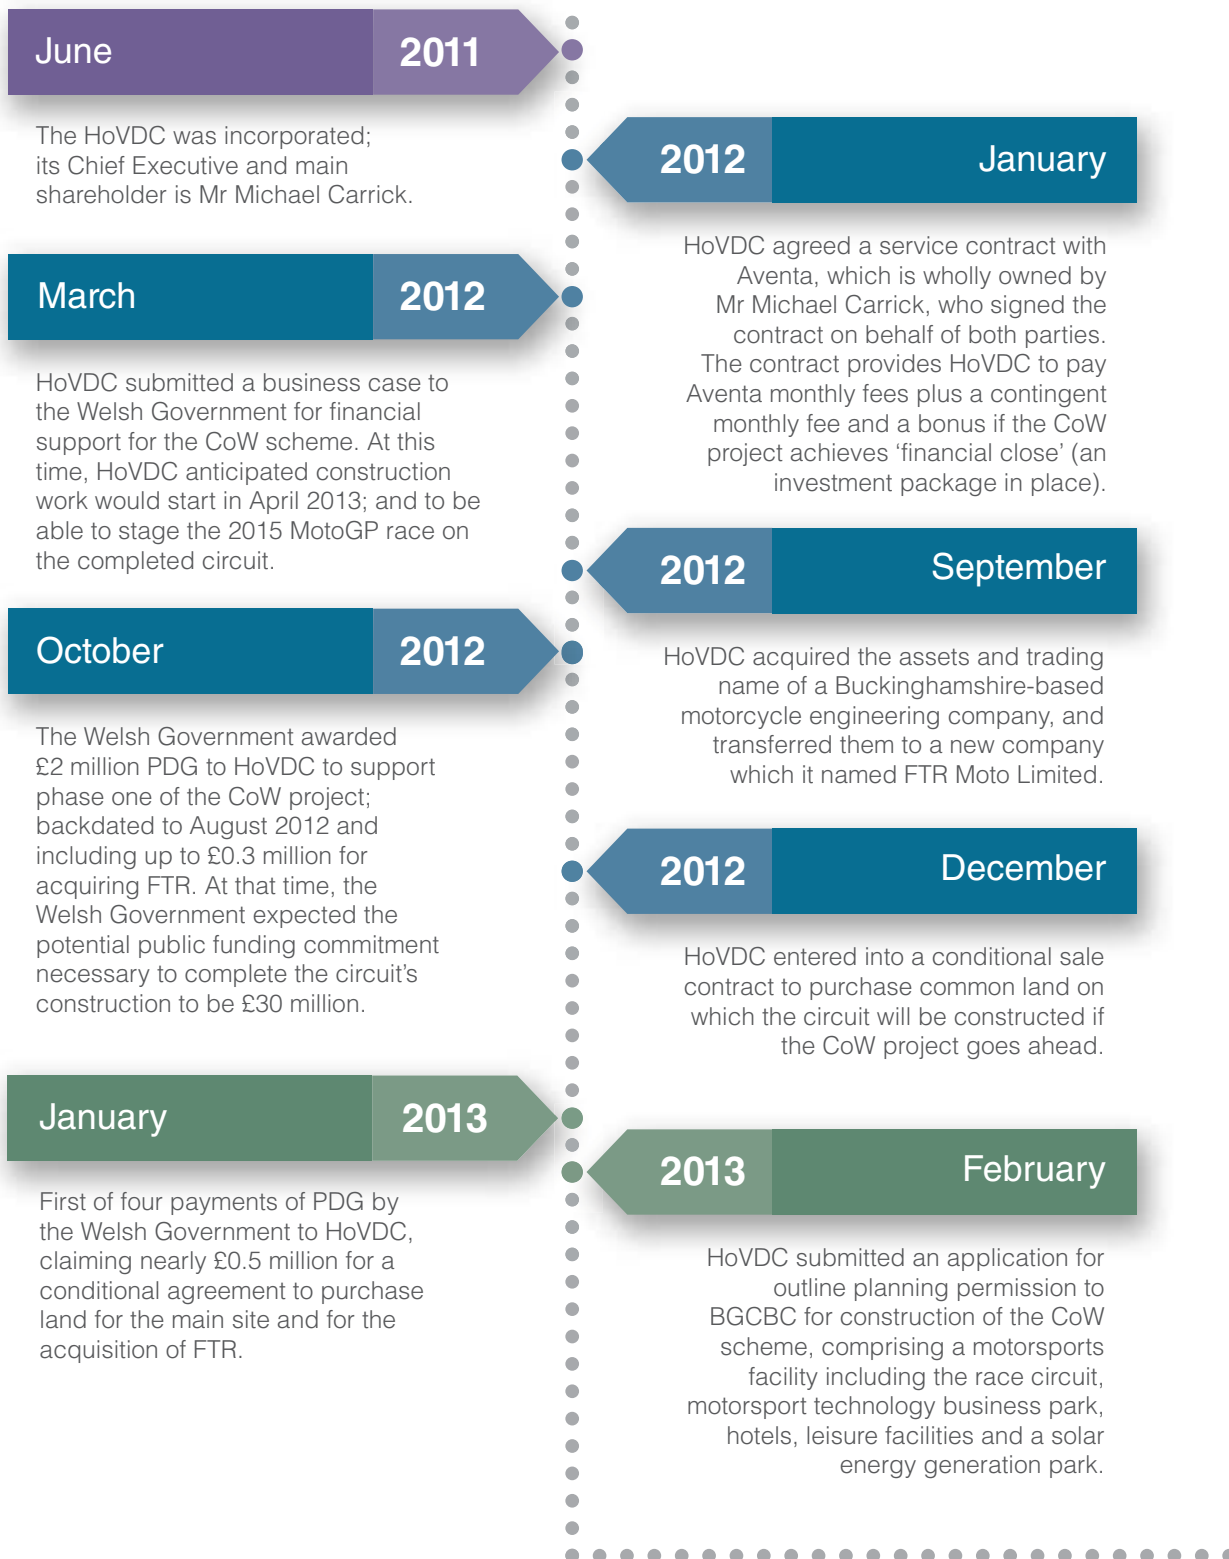 June 2011
The HoVDC was incorporated;
its Chief Executive and main
shareholder is Mr Michael Carrick.
2012 January
HoVDC agreed a service contract with
Aventa, which is wholly owned by
Mr Michael Carrick, who signed the
contract on behalf of both parties.
The contract provides HoVDC to pay
Aventa monthly fees plus a contingent
monthly fee and a bonus if the CoW
project achieves ‘financial close’ (an
investment package in place).
March 2012
HoVDC submitted a business case to
the Welsh Government for financial
support for the CoW scheme. At this
time, HoVDC anticipated construction
work would start in April 2013; and to be
able to stage the 2015 MotoGP race on
the completed circuit.
2012 September
HoVDC acquired the assets and trading
name of a Buckinghamshire-based
motorcycle engineering company, and
transferred them to a new company
which it named FTR Moto Limited.
October 2012
The Welsh Government awarded
£2 million PDG to HoVDC to support
phase one of the CoW project;
backdated to August 2012 and
including up to £0.3 million for
acquiring FTR. At that time, the
Welsh Government expected the
potential public funding commitment
necessary to complete the circuit’s
construction to be £30 million.
2012 December
HoVDC entered into a conditional sale
contract to purchase common land on
which the circuit will be constructed if
the CoW project goes ahead.
January 2013
First of four payments of PDG by
the Welsh Government to HoVDC,
claiming nearly £0.5 million for a
conditional agreement to purchase
land for the main site and for the
acquisition of FTR.
2013 February
HoVDC submitted an application for
outline planning permission to
BGCBC for construction of the CoW
scheme, comprising a motorsports
facility including the race circuit,
motorsport technology business park,
hotels, leisure facilities and a solar
energy generation park.